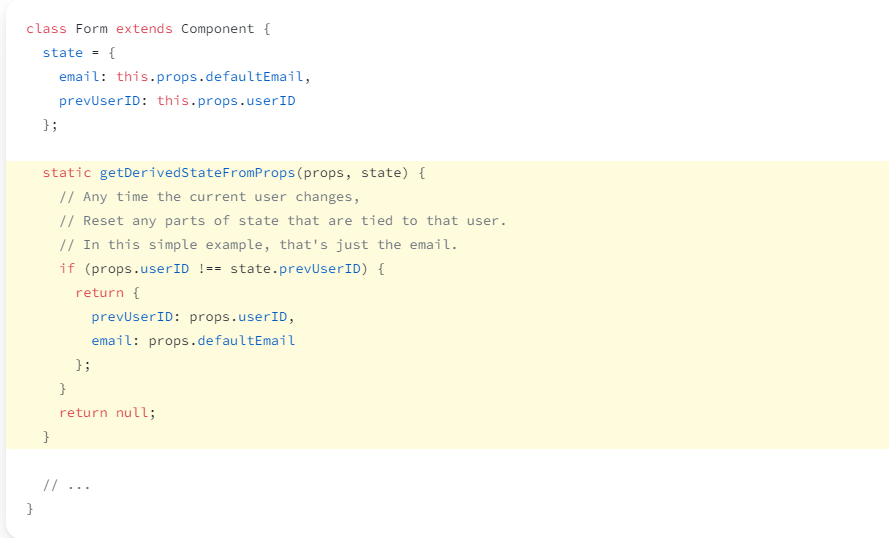 class Form extends Component {
  state = {
    email: this.props.defaultEmail,
    prevUserID: this.props.userID
  };
  static getDerivedStateFromProps(props, state) {
    // Any time the current user changes,
    // Reset any parts of state that are tied to that user.
    // In this simple example, that's just the email.
    if (props.userID !== state.prevUserID) {
      return {
        prevUserID: props.userID,
        email: props.defaultEmail
      };
    }
    return null;
  }
  // ...
}